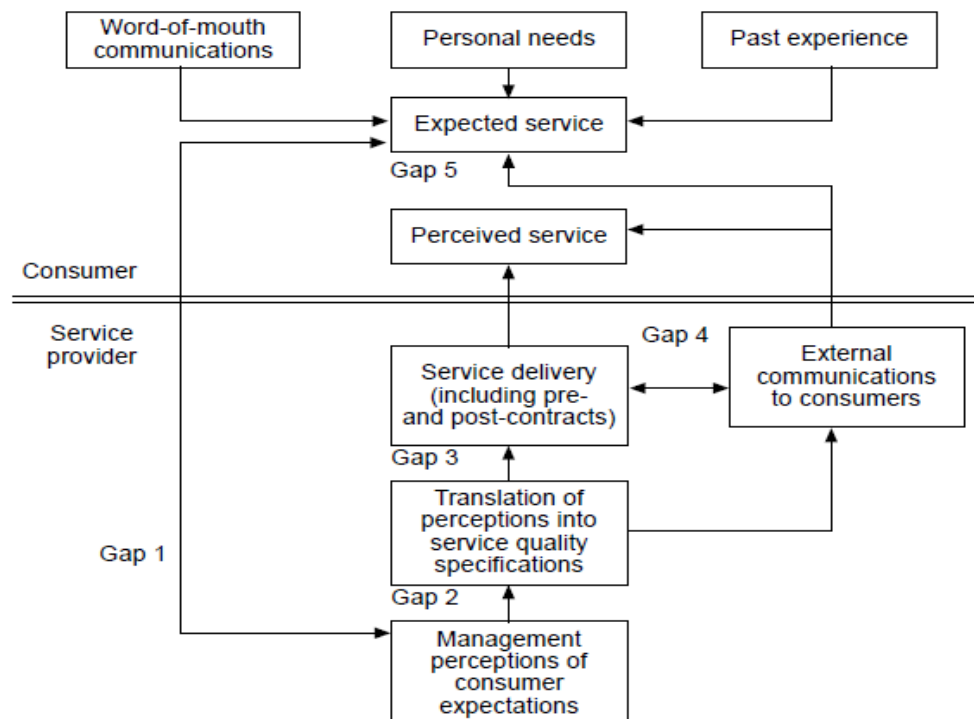 Word-of-mouth
communications
Personal needs
Past experience
Expected service
Gap 5
Perceived service
Consumer
Service
provider
Gap 4
Service delivery
(including pre-
and post-contracts)
External
communications
to consumers
Gap 3
Translation of
perceptions into
service quality
specifications
Gap 1
Gap 2
Management
perceptions of
consumer
expectations